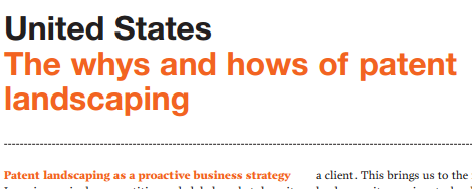 United States
The whys and hows of patent
landscaping
Patent landscaping as a proactive business strategy
a client. This brings us to the